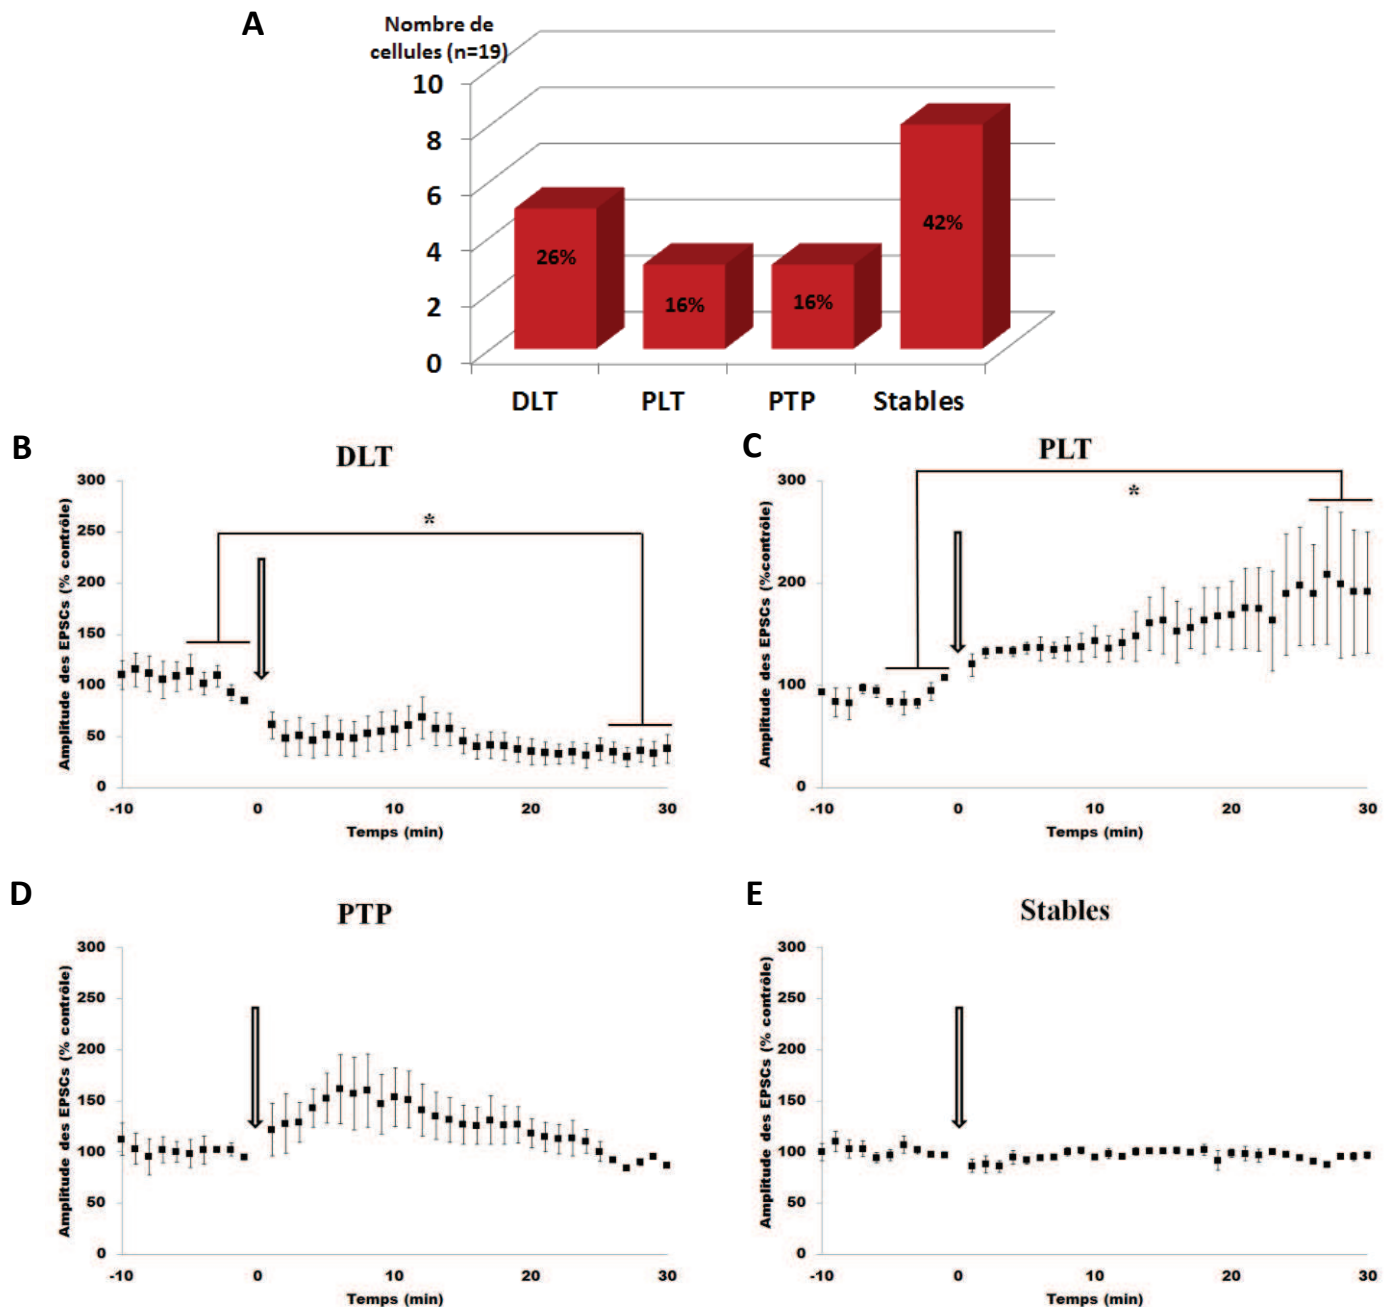 A
Nombre de
cellules (n=19)
10
8
6
4
2
0
26%
16%
16%
42%
DLT
PLT
PTP
Stables
B
DLT
Amplitude des EPSCs (% contrôle)
300
250
200
150
100
50
0
*
-10
0
10
20
30
Temps (min)
C
PLT
Amplitude des EPSCs (%contrôle)
300
200
100
0
*
-10
0
10
20
30
Temps (min)
D
PTP
Amplitude des EPSCs (% contrôle)
300
250
200
150
100
50
0
-10
0
10
20
30
Temps (min)
E
Stables
Amplitude des EPSCs (% contrôle)
300
250
200
150
100
50
0
-10
0
10
20
30
Temps (min)